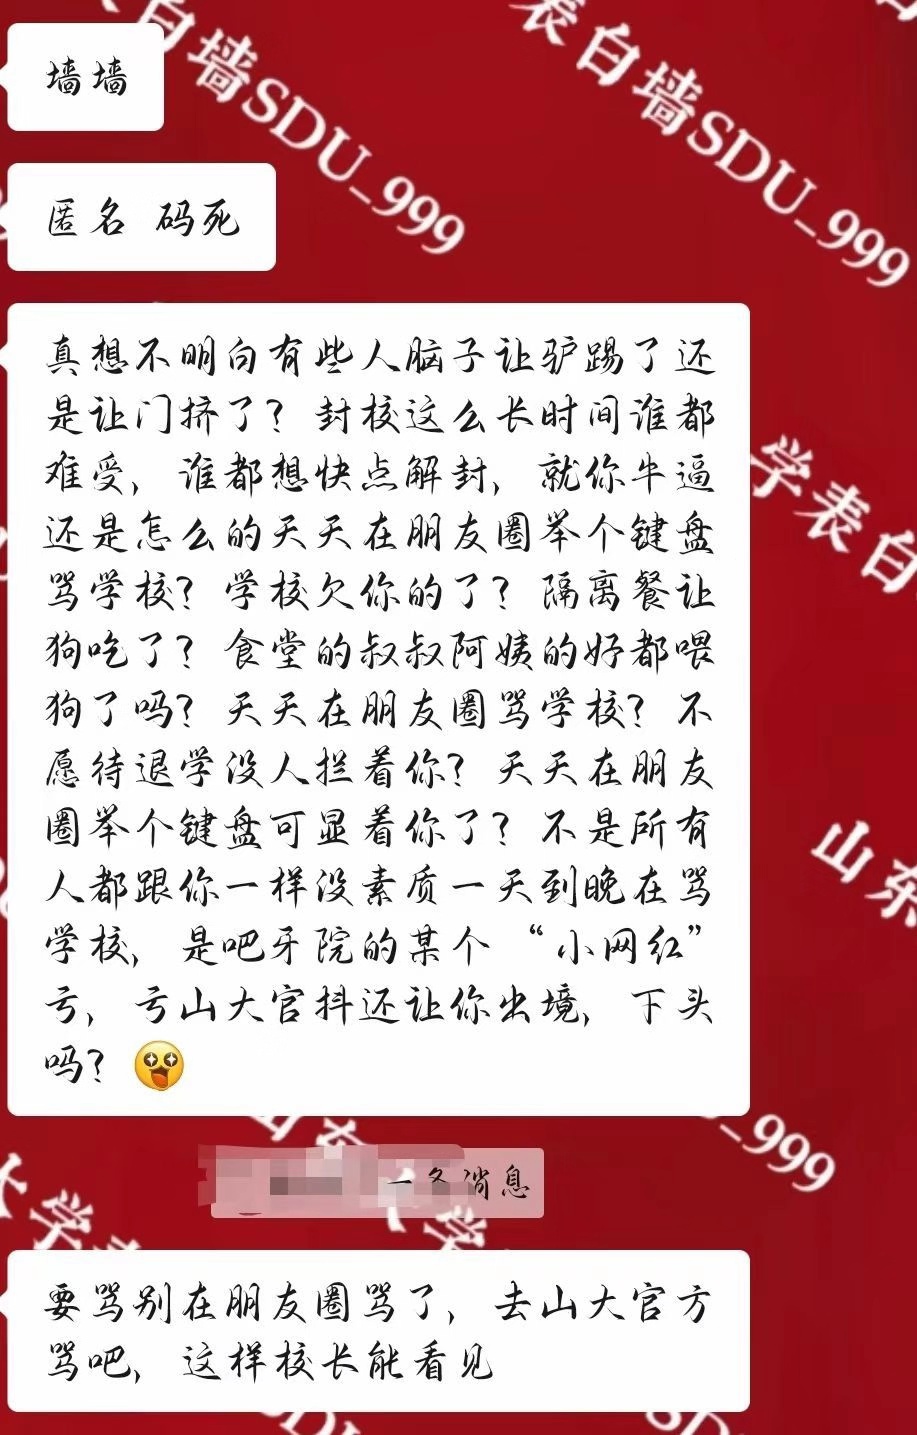 表白墙SDU_999
表白墙SDU_999
墙墙
匿名 码死
真想不明白有些人脑子让驴踢了还
是让门挤了？封校这么长时间谁都
难受，谁都想快点解封，就你牛逼
还是怎么的天天在朋友圈举个键盘
骂学校？学校欠你的了？隔离餐让
狗吃了？食堂的叔叔阿姨的好都喂
狗了吗？天天在朋友圈骂学校？不
愿待退学没人拦着你？天天在朋友
圈举个键盘可显着你了？不是所有
人都跟你一样没素质一天到晚在骂
学校，是吧牙院的某个“小网红”
亏，亏山大官抖还让你出境，下头
吗？
学表白
山东
_999
山东
大学表
学
一条消息
要骂别在朋友圈骂了，去山大官方
骂吧，这样校长能看见
SDU
SD